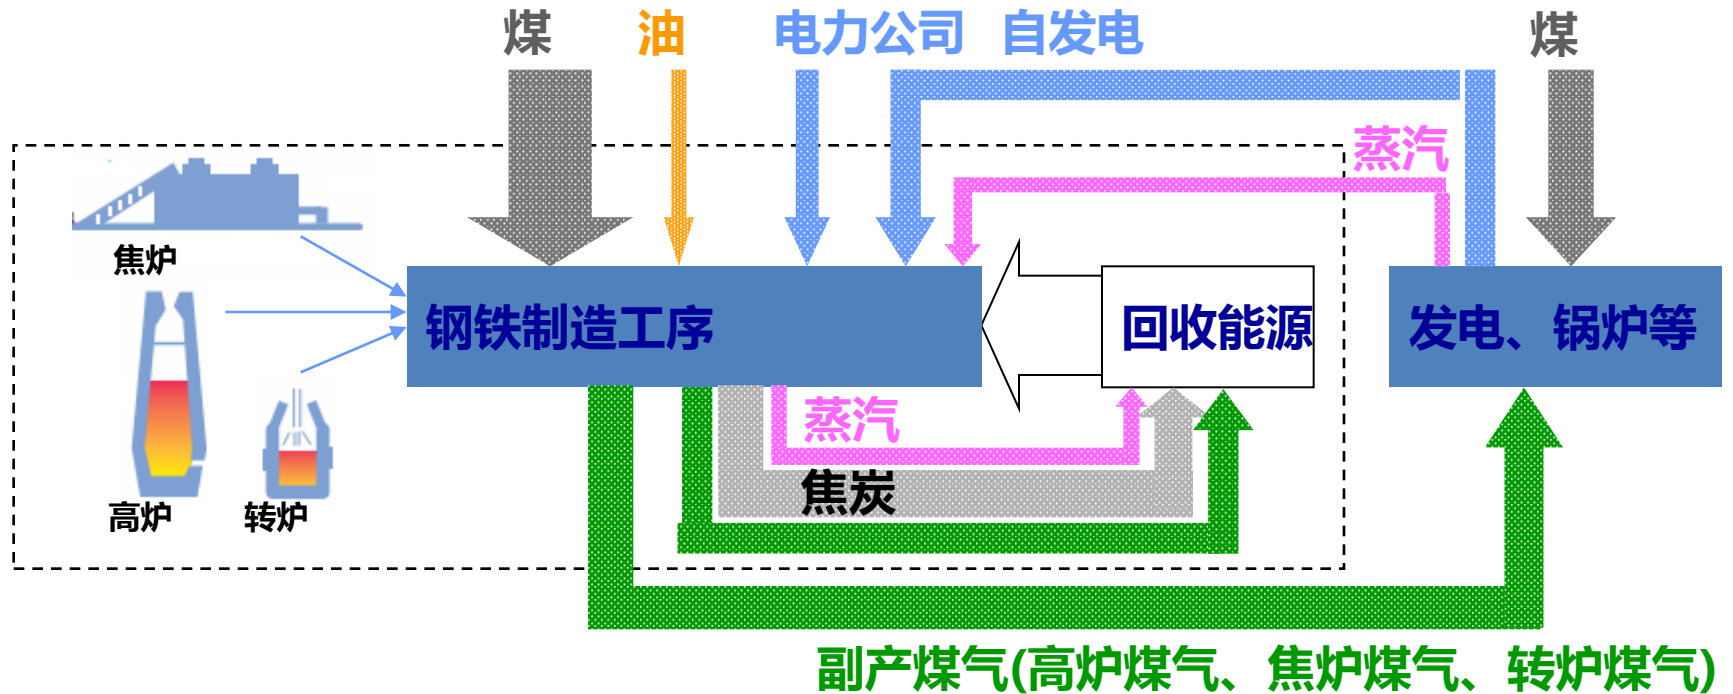 煤
油
电力公司
自发电
煤
蒸汽
焦炉
钢铁制造工序
回收能源
发电、锅炉等
蒸汽
焦炭
高炉
转炉
副产煤气(高炉煤气、焦炉煤气、转炉煤气)